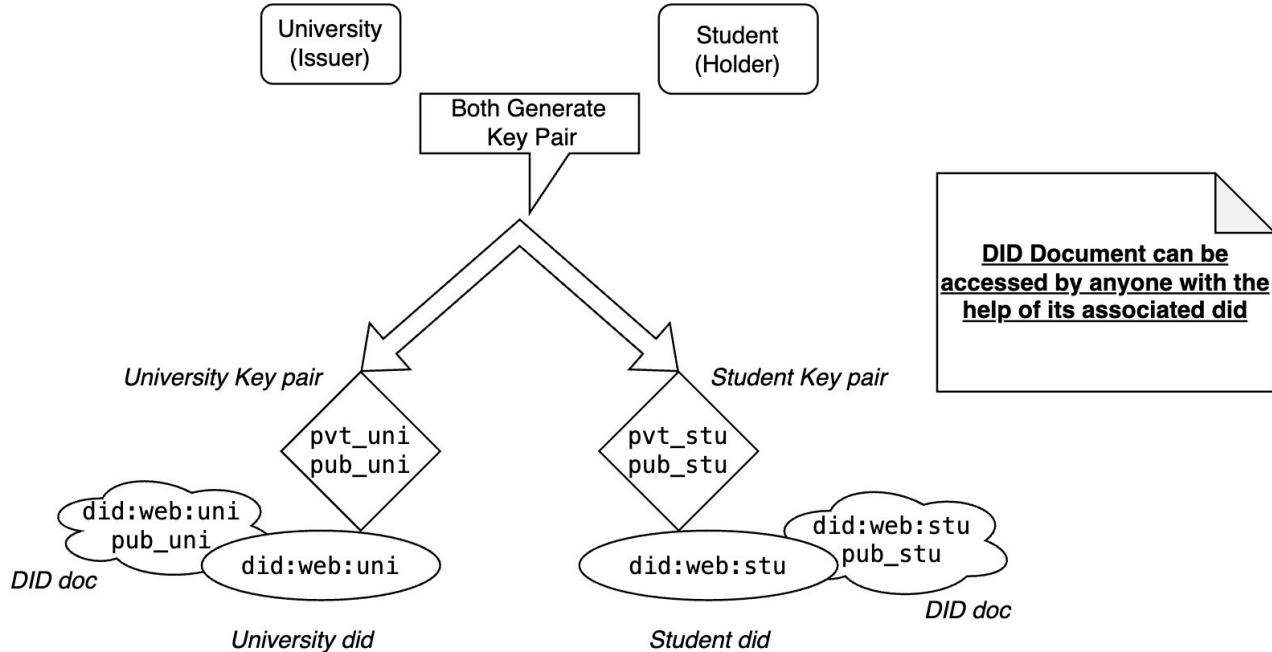 University
(Issuer)
Student
(Holder)
Both Generate
Key Pair
DID Document can be
accessed by anyone with the
help of its associated did
University Key pair
Student Key pair
pvt_uni
pub_uni
pvt_stu
pub_stu
did:web:uni
pub_uni
did:web:uni
did:web:stu
did:web:stu
pub_stu
DID doc
DID doc
University did
Student did